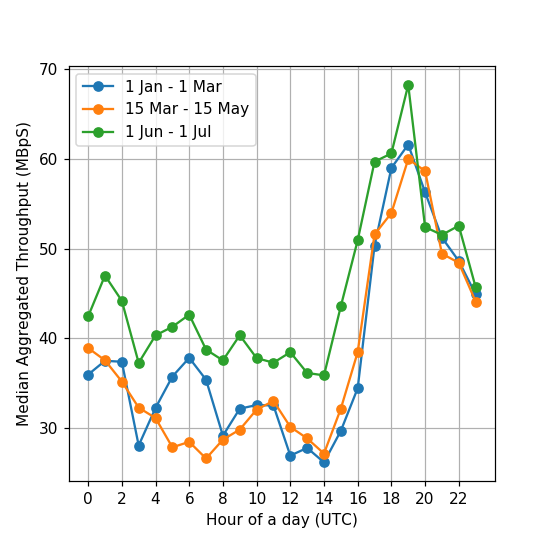 70
60
50
40
30
Median Aggregated Throughput (MBpS)
1 Jan - 1 Mar
15 Mar - 15 May
1 Jun - 1 Jul
0 2 4 6 8 10 12 14 16 18 20 22
Hour of a day (UTC)